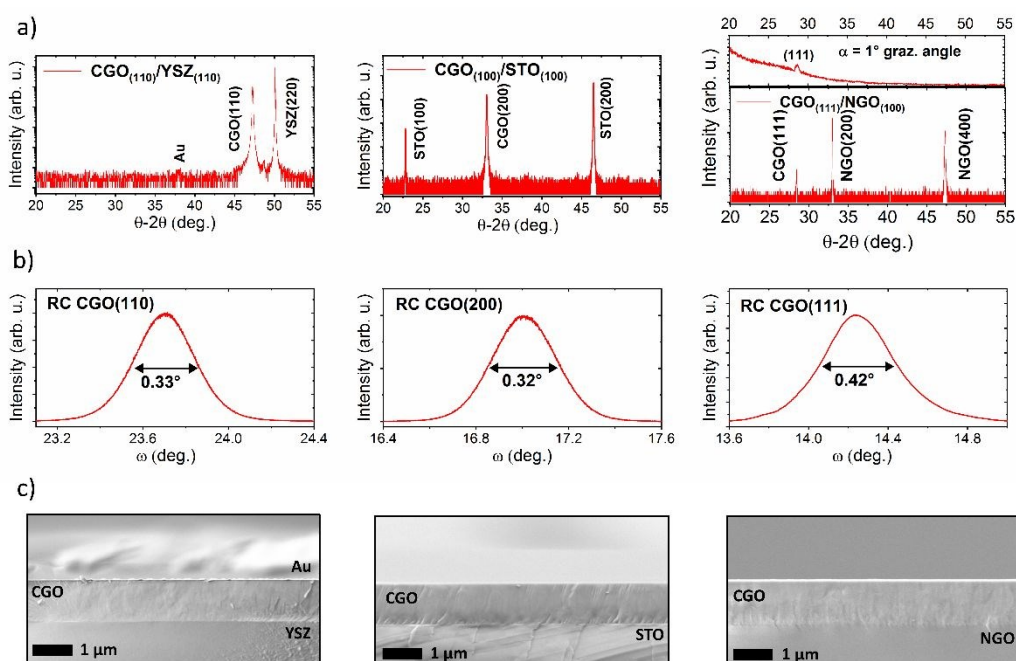 a)
Intensity (arb. u.)
CGO(110)/YSZ(110)
Au
CGO(110)
YSZ(220)
20 25 30 35 40 45 50 55
θ-2θ (deg.)
Intensity (arb. u.)
CGO(100)/STO(100)
STO(100)
CGO(200)
STO(200)
20 25 30 35 40 45 50 55
θ-2θ (deg.)
20 25 30 35 40 45 50 55
(111)
α = 1° graz. angle
Intensity (arb. u.)
CGO(111)/NGO(100)
CGO(111)
NGO(200)
NGO(400)
20 25 30 35 40 45 50 55
θ-2θ (deg.)
b)
Intensity (arb. u.)
RC CGO(110)
0.33°
23.2 23.6 24.0 24.4
ω (deg.)
Intensity (arb. u.)
RC CGO(200)
0.32°
16.4 16.8 17.2 17.6
ω (deg.)
Intensity (arb. u.)
RC CGO(111)
0.42°
13.6 14.0 14.4 14.8
ω (deg.)
c)
Au
CGO
YSZ
1 µm
CGO
STO
1 µm
CGO
NGO
1 µm